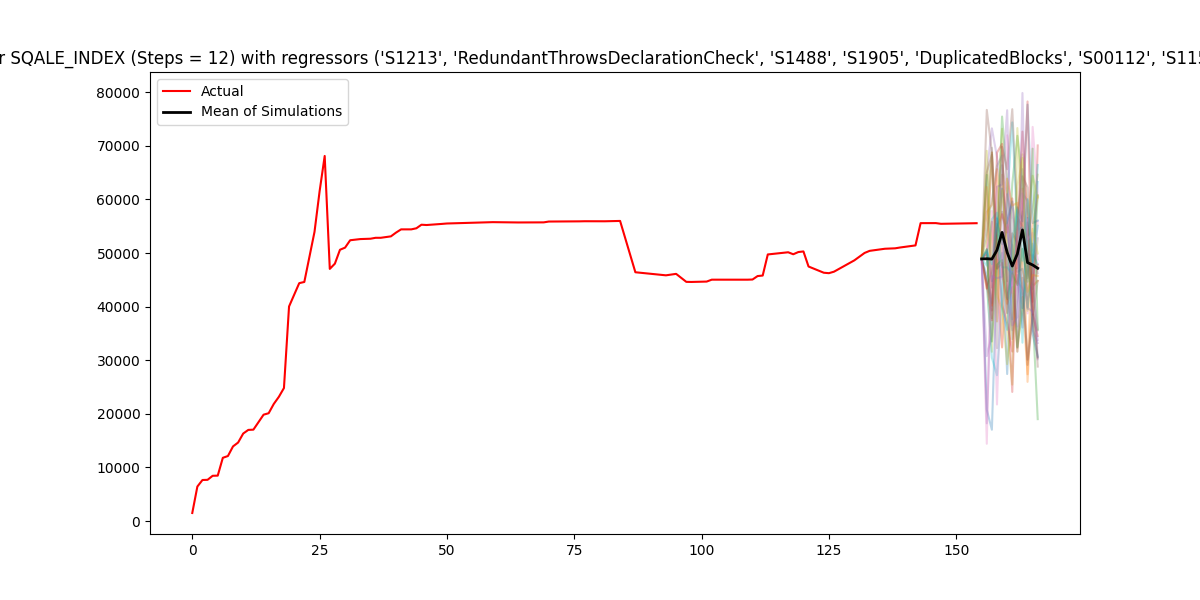 r SQALE_INDEX (Steps = 12) with regressors ('S1213', 'RedundantThrowsDeclarationCheck', 'S1488', 'S1905', 'DuplicatedBlocks', 'S00112', 'S115
Actual
Mean of Simulations
80000
70000
60000
50000
40000
30000
20000
10000
0
0 25 50 75 100 125 150